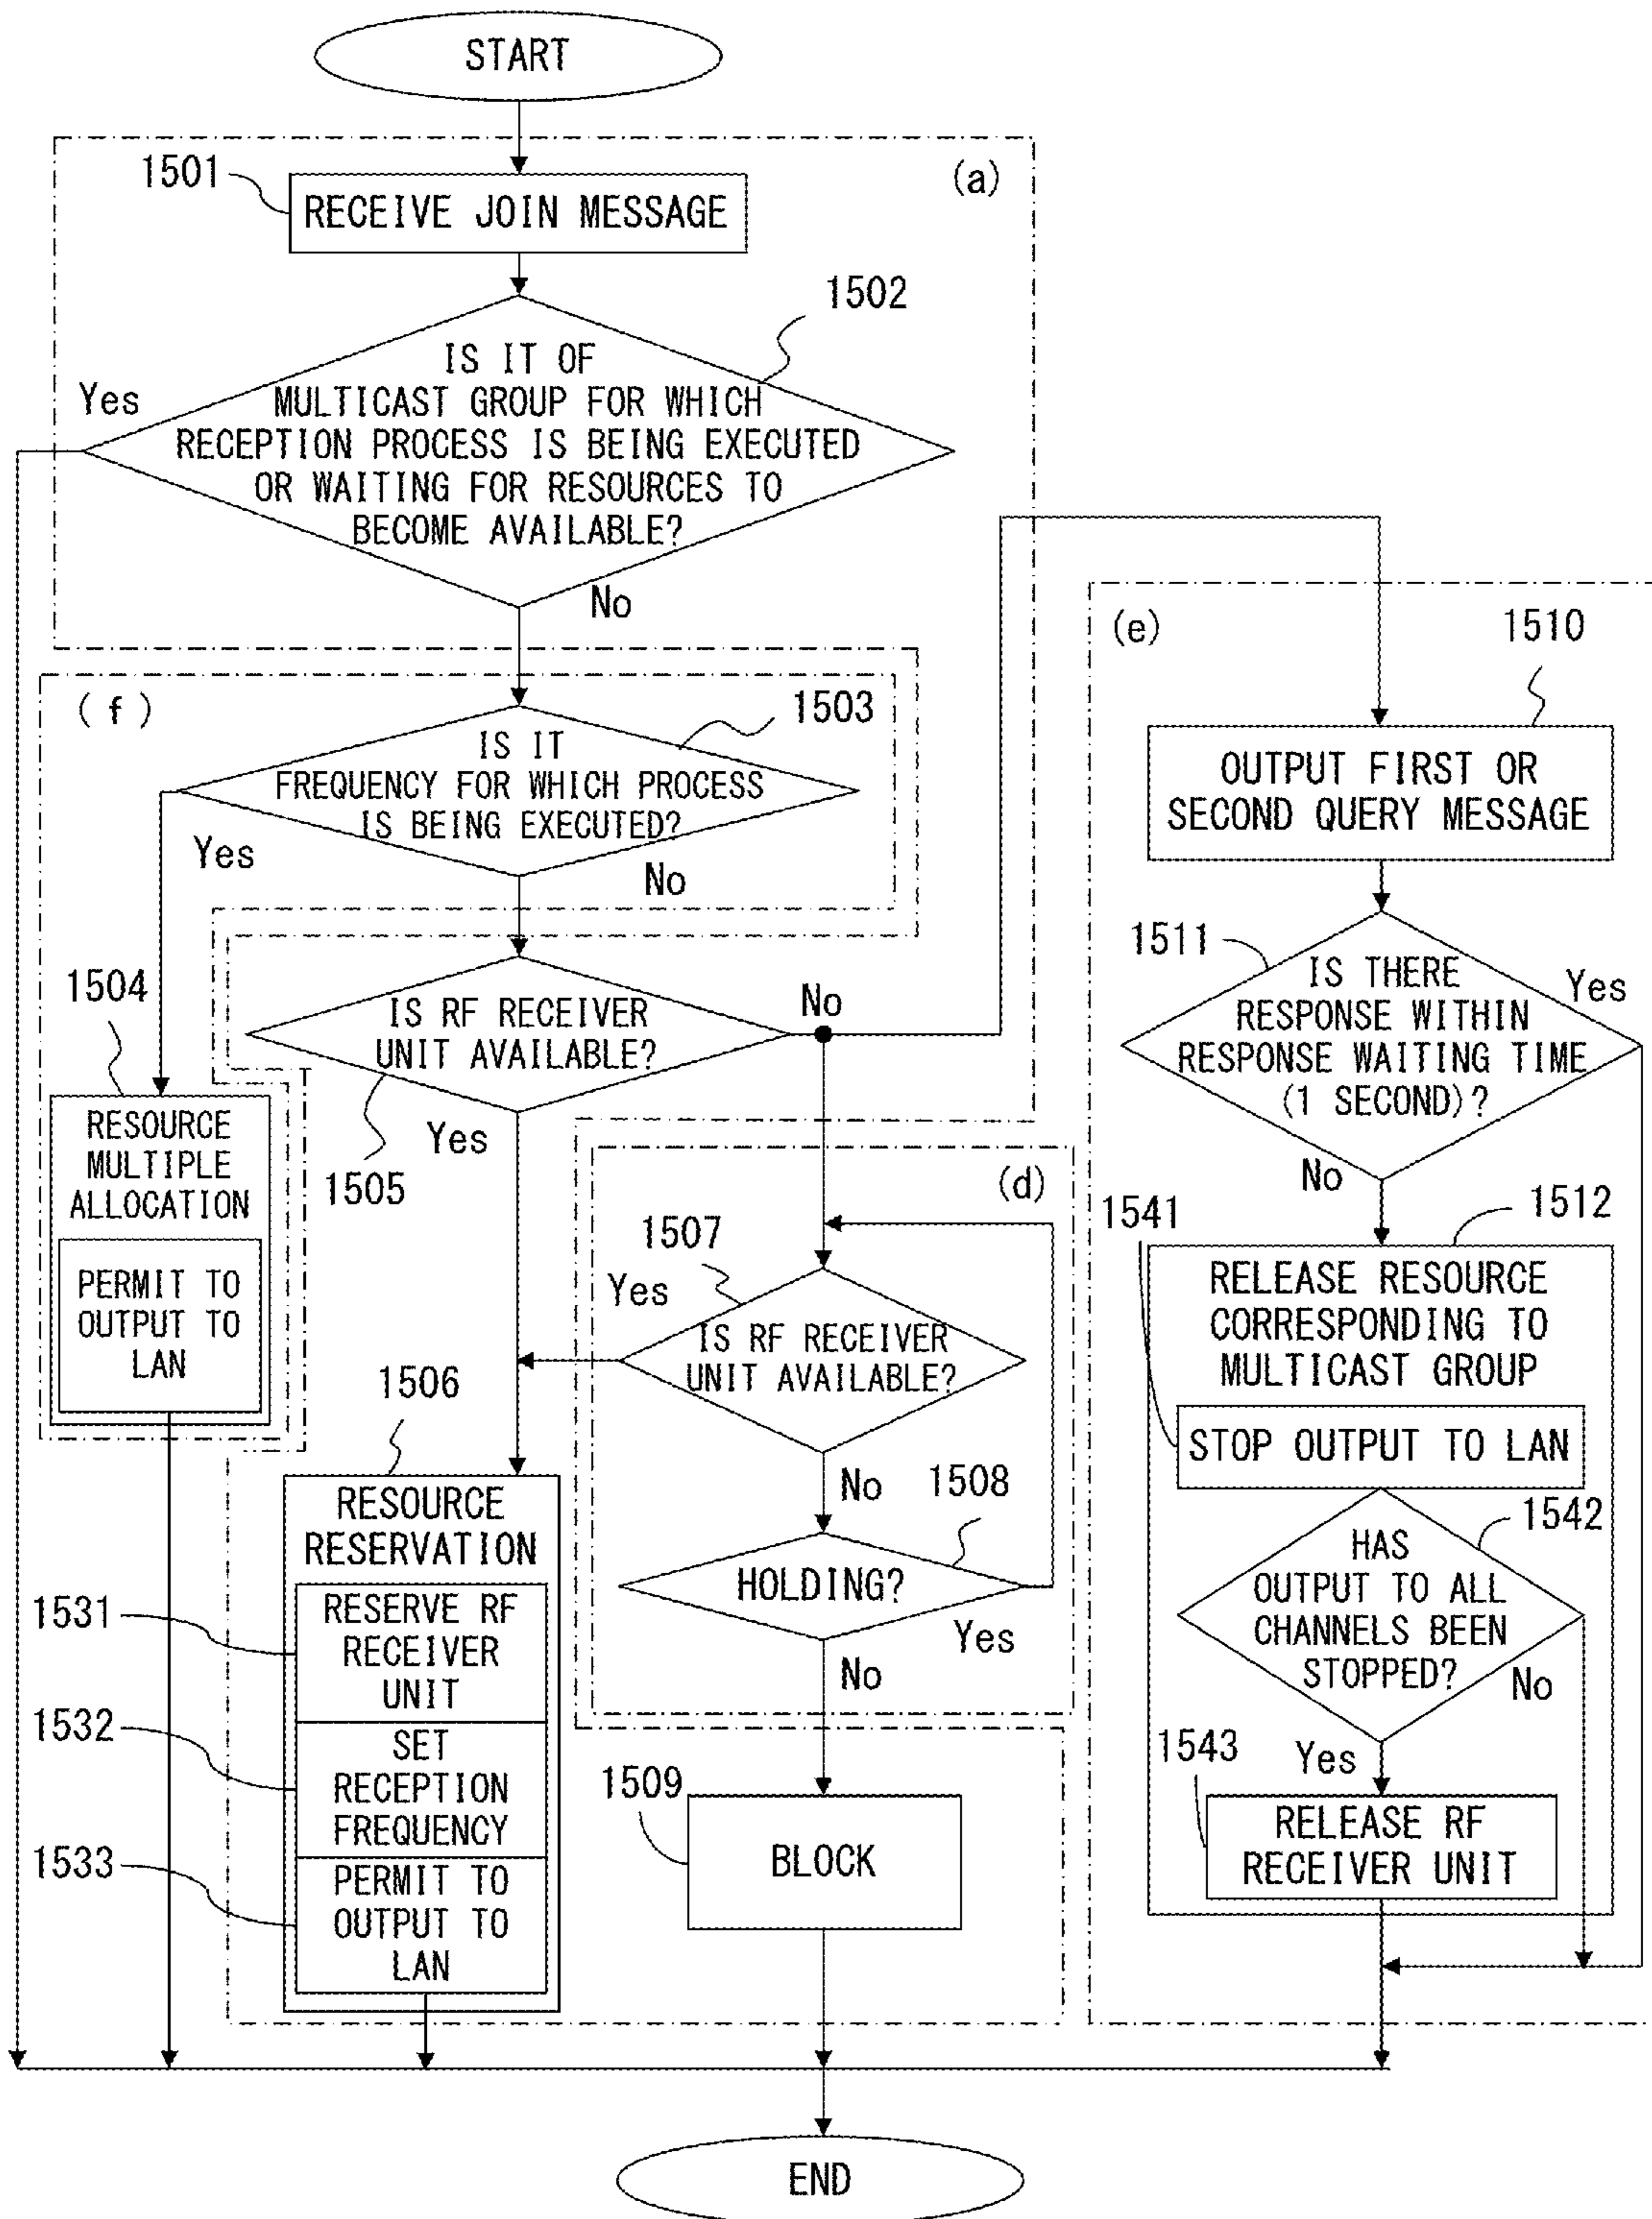 START
(a)
1501
RECEIVE JOIN MESSAGE
1502
IS IT OF
MULTICAST GROUP FOR WHICH
RECEPTION PROCESS IS BEING EXECUTED
OR WAITING FOR RESOURCES TO
BECOME AVAILABLE?
Yes
No
(f)
1503
IS IT
FREQUENCY FOR WHICH PROCESS
IS BEING EXECUTED?
Yes
No
1504
RESOURCE
MULTIPLE
ALLOCATION
PERMIT TO
OUTPUT TO
LAN
IS RF RECEIVER
UNIT AVAILABLE?
No
Yes
1505
(d)
1507
Yes
IS RF RECEIVER
UNIT AVAILABLE?
No
1508
HOLDING?
Yes
No
1506
RESOURCE
RESERVATION
1531
RESERVE RF
RECEIVER
UNIT
1532
SET
RECEPTION
FREQUENCY
1533
PERMIT TO
OUTPUT TO
LAN
1509
BLOCK
(e)
1510
OUTPUT FIRST OR
SECOND QUERY MESSAGE
1511
IS THERE
RESPONSE WITHIN
RESPONSE WAITING TIME
(1 SECOND)?
Yes
No
1541
1512
RELEASE RESOURCE
CORRESPONDING TO
MULTICAST GROUP
STOP OUTPUT TO LAN
1542
HAS
OUTPUT TO ALL
CHANNELS BEEN
STOPPED?
No
1543
Yes
RELEASE RF
RECEIVER UNIT
END